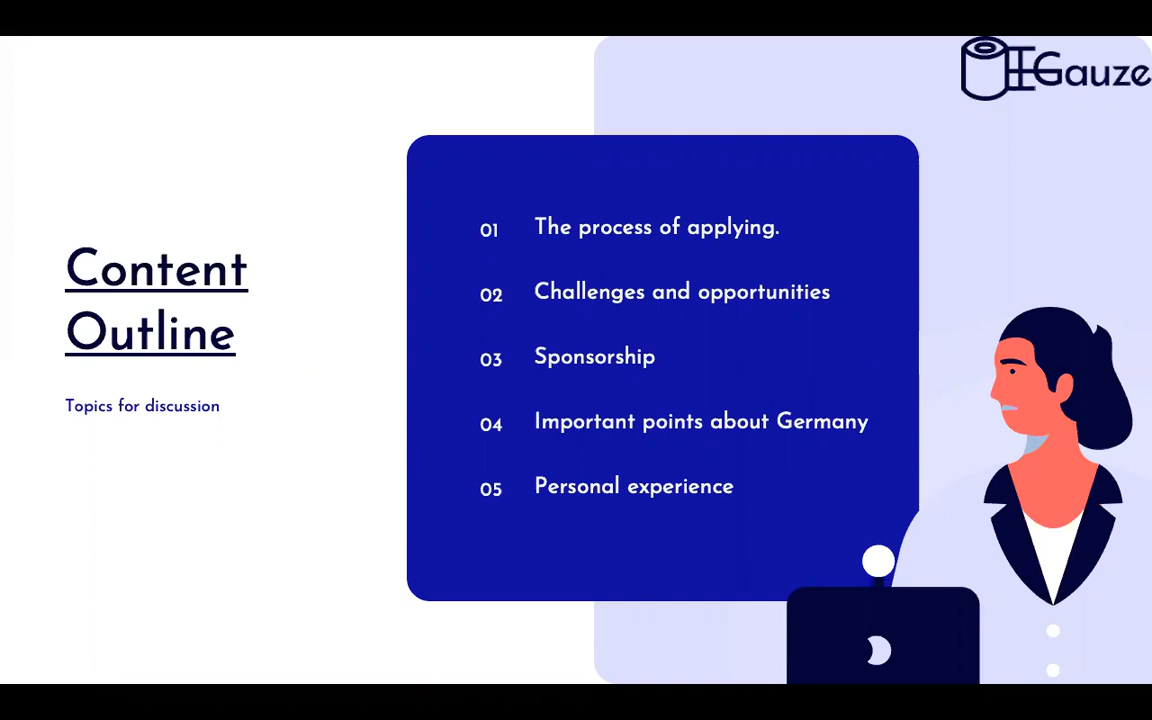 Gauze
Content
Outline
Topics for discussion
01 The process of applying.
02 Challenges and opportunities
03 Sponsorship
04 Important points about Germany
05 Personal experience